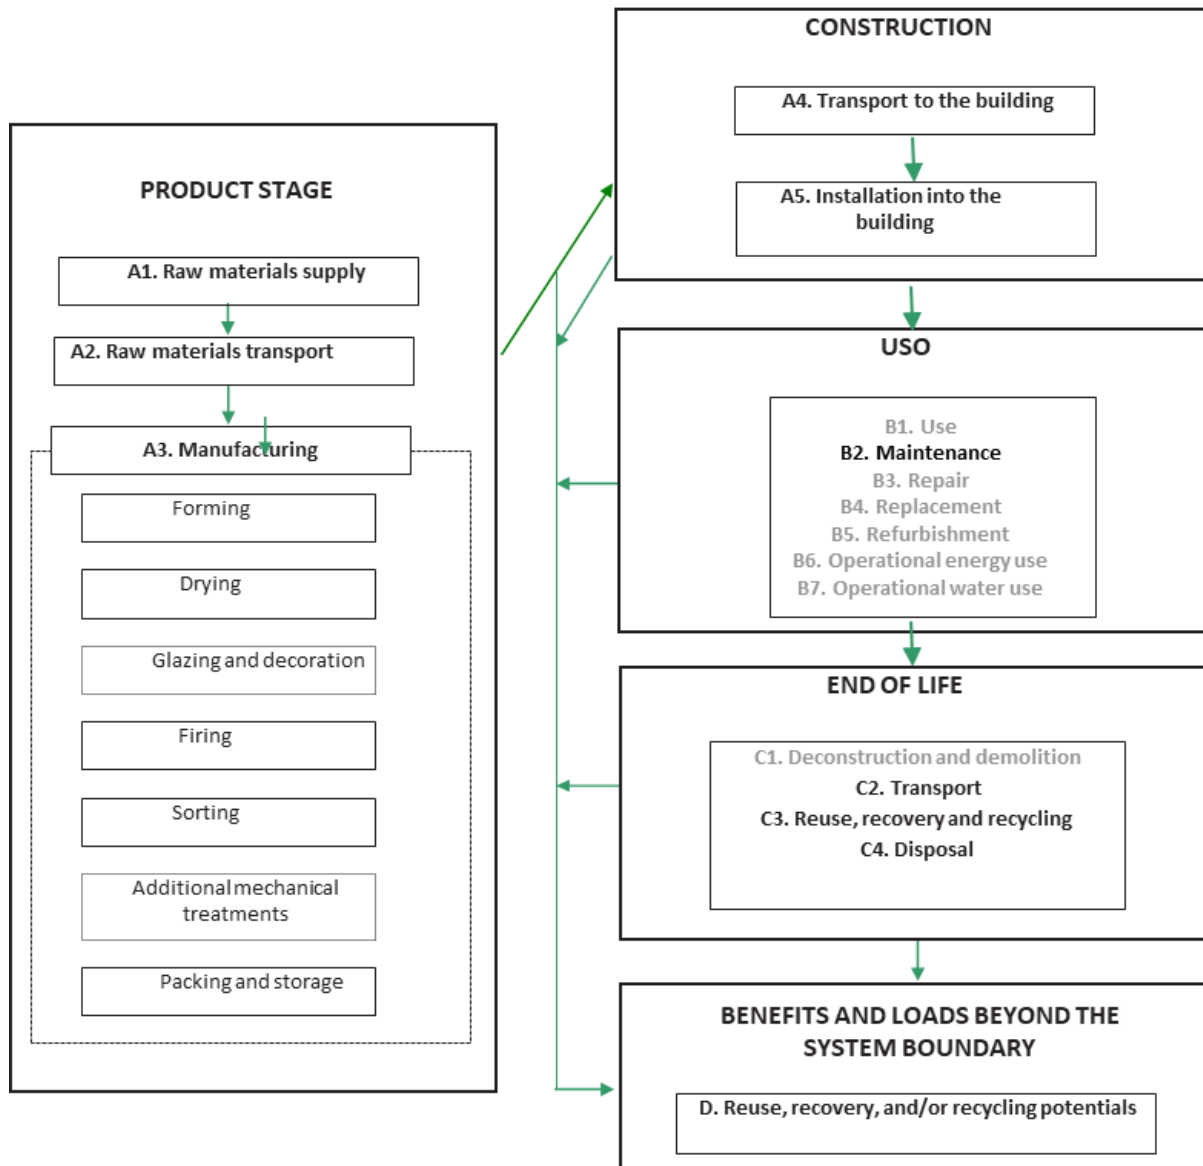 PRODUCT STAGE
A1. Raw materials supply
A2. Raw materials transport
A3. Manufacturing
Forming
Drying
Glazing and decoration
Firing
Sorting
Additional mechanical
treatments
Packing and storage
CONSTRUCTION
A4. Transport to the building
A5. Installation into the
building
USO
B1. Use
B2. Maintenance
B3. Repair
B4. Replacement
B5. Refurbishment
B6. Operational energy use
B7. Operational water use
END OF LIFE
C1. Deconstruction and demolition
C2. Transport
C3. Reuse, recovery and recycling
C4. Disposal
BENEFITS AND LOADS BEYOND THE
SYSTEM BOUNDARY
D. Reuse, recovery, and/or recycling potentials